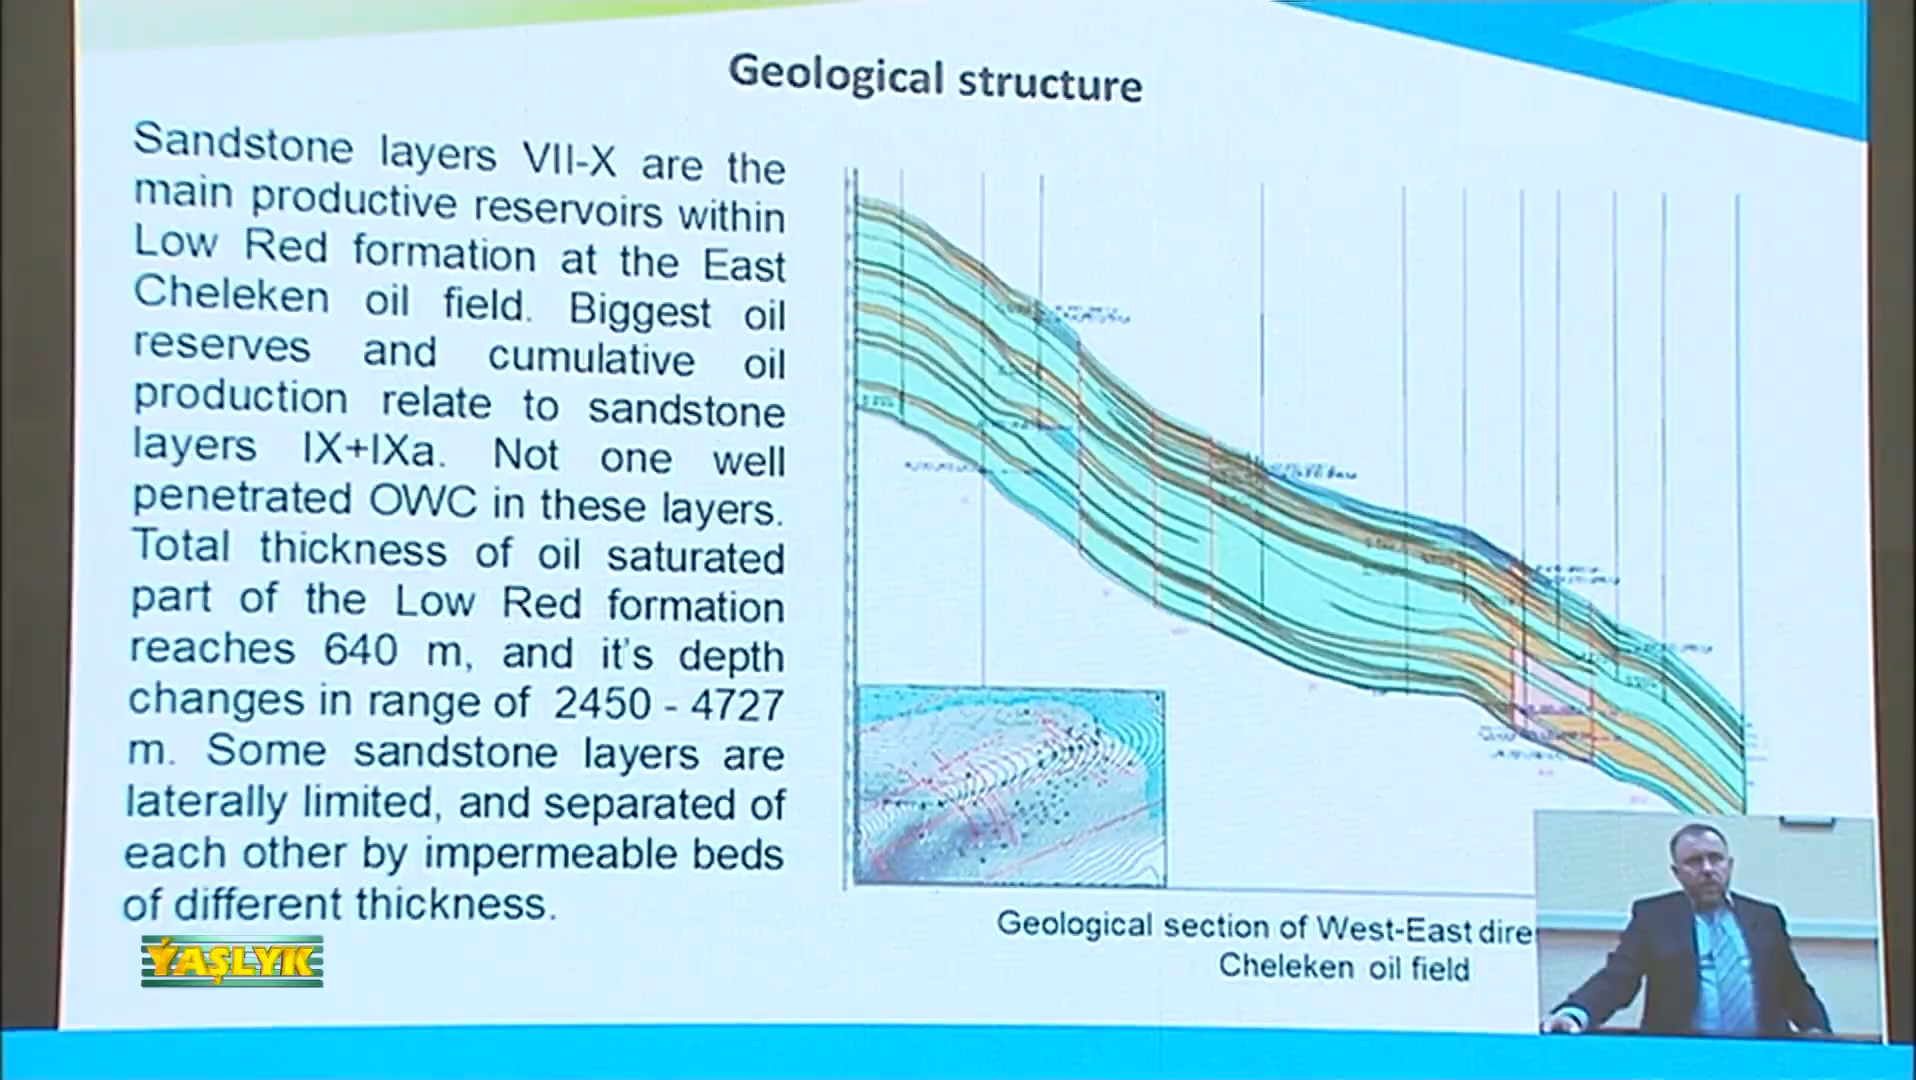 Geological structure
Sandstone layers VII-X are the
main productive reservoirs within
Low Red formation at the East
Cheleken oil field. Biggest oil
reserves and cumulative oil
production relate to sandstone
layers IX+IXa. Not one well
penetrated OWC in these layers.
Total thickness of oil saturated
part of the Low Red formation
reaches 640 m, and it's depth
changes in range of 2450 - 4727
m. Some sandstone layers are
laterally limited, and separated of
each other by impermeable beds
of different thickness.
Geological section of West-East dire
Cheleken oil field
ÝAŞLYK